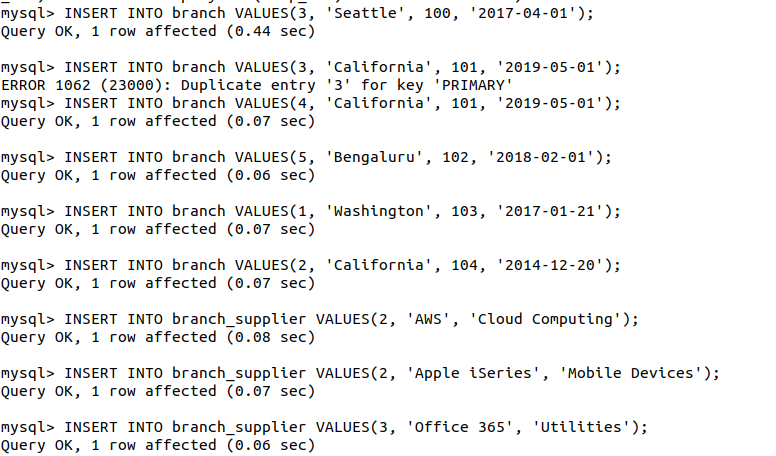 mysql> INSERT INTO branch VALUES(3, 'Seattle', 100, '2017-04-01');
Query OK, 1 row affected (0.44 sec)
mysql> INSERT INTO branch VALUES(3, 'California', 101, '2019-05-01');
ERROR 1062 (23000): Duplicate entry '3' for key 'PRIMARY'
mysql> INSERT INTO branch VALUES(4, 'California', 101, '2019-05-01');
Query OK, 1 row affected (0.07 sec)
mysql> INSERT INTO branch VALUES(5, 'Bengaluru', 102, '2018-02-01');
Query OK, 1 row affected (0.06 sec)
mysql> INSERT INTO branch VALUES(1, 'Washington', 103, '2017-01-21');
Query OK, 1 row affected (0.07 sec)
mysql> INSERT INTO branch VALUES(2, 'California', 104, '2014-12-20');
Query OK, 1 row affected (0.07 sec)
mysql> INSERT INTO branch_supplier VALUES(2, 'AWS', 'Cloud Computing');
Query OK, 1 row affected (0.08 sec)
mysql> INSERT INTO branch_supplier VALUES(2, 'Apple iSeries', 'Mobile Devices');
Query OK, 1 row affected (0.07 sec)
mysql> INSERT INTO branch_supplier VALUES(3, 'Office 365', 'Utilities');
Query OK, 1 row affected (0.06 sec)